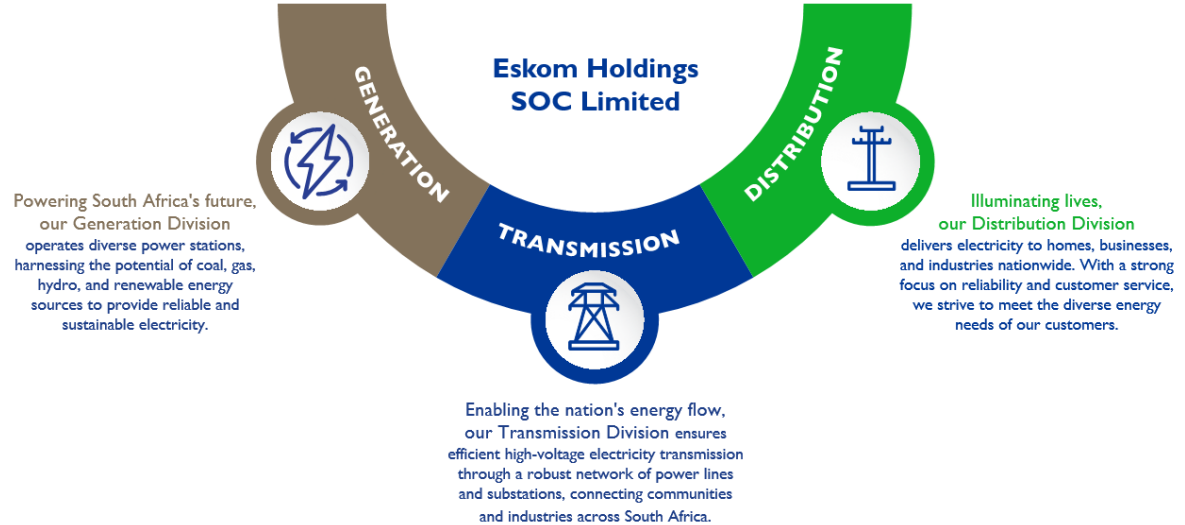 Eskom Holdings
SOC Limited
GENERATION
TRANSMISSION
DISTRIBUTION
Powering South Africa's future,
our Generation Division
operates diverse power stations,
harnessing the potential of coal, gas,
hydro, and renewable energy
sources to provide reliable and
sustainable electricity.
Enabling the nation's energy flow,
our Transmission Division ensures
efficient high-voltage electricity transmission
through a robust network of power lines
and substations, connecting communities
and industries across South Africa.
Illuminating lives,
our Distribution Division
delivers electricity to homes, businesses,
and industries nationwide. With a strong
focus on reliability and customer service,
we strive to meet the diverse energy
needs of our customers.